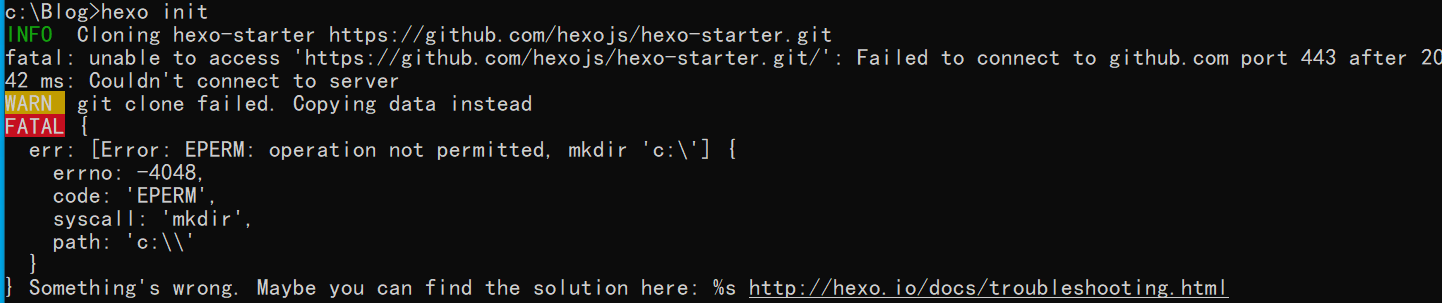 c:\Blog>hexo init
INFO  Cloning hexo-starter https://github.com/hexojs/hexo-starter.git
fatal: unable to access 'https://github.com/hexojs/hexo-starter.git/': Failed to connect to github.com port 443 after 20
42 ms: Couldn't connect to server
WARN  git clone failed. Copying data instead
FATAL {
  err: [Error: EPERM: operation not permitted, mkdir 'c:\'] {
    errno: -4048,
    code: 'EPERM',
    syscall: 'mkdir',
    path: 'c:\\'
  }
} Something's wrong. Maybe you can find the solution here: %s http://hexo.io/docs/troubleshooting.html